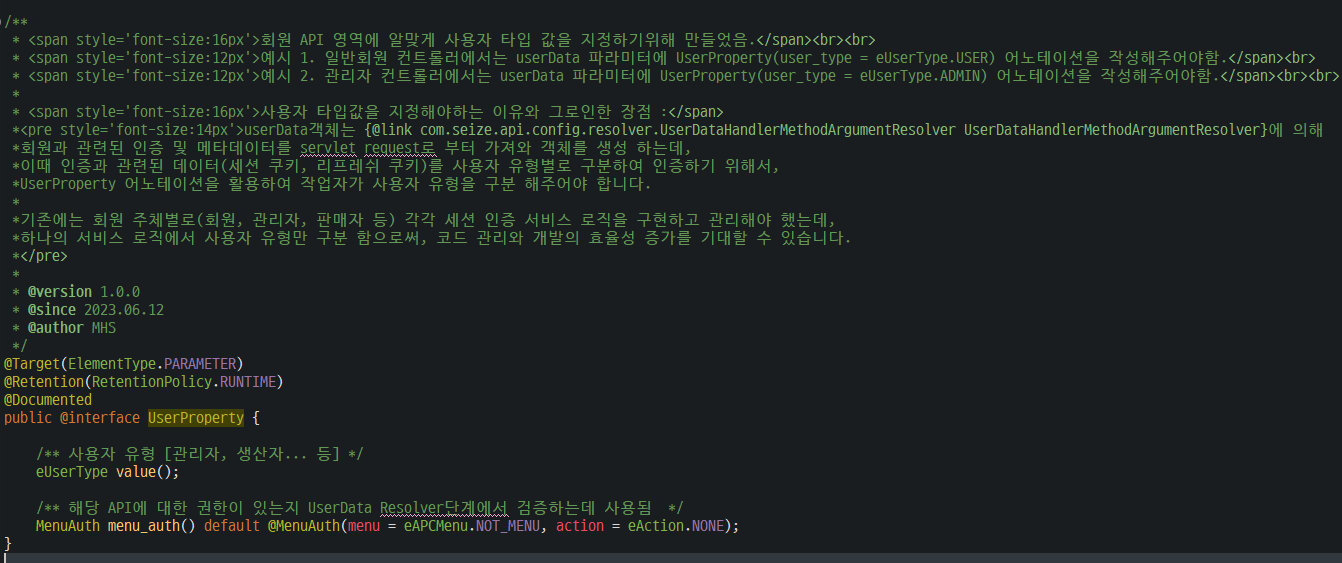 /**
* <span style='font-size:16px'>회원 API 영역에 알맞게 사용자 타입 값을 지정하기위해 만들었음.</span><br><br>
* <span style='font-size:12px'>예시 1. 일반회원 컨트롤러에서는 userData 파라미터에 UserProperty(user_type = eUserType.USER) 어노테이션을 작성해주어야함.</span><br>
* <span style='font-size:12px'>예시 2. 관리자 컨트롤러에서는 userData 파라미터에 UserProperty(user_type = eUserType.ADMIN) 어노테이션을 작성해주어야함.</span><br><br>
*
* <span style='font-size:16px'>사용자 타입값을 지정해야하는 이유와 그로인한 장점 :</span>
*<pre style='font-size:14px'>userData객체는 {@link com.seize.api.config.resolver.UserDataHandlerMethodArgumentResolver UserDataHandlerMethodArgumentResolver}에 의해
*회원과 관련된 인증 및 메타데이터를 servlet request로 부터 가져와 객체를 생성 하는데,
*이때 인증과 관련된 데이터(세션 쿠키, 리프레쉬 쿠키)를 사용자 유형별로 구분하여 인증하기 위해서,
*UserProperty 어노테이션을 활용하여 작업자가 사용자 유형을 구분 해주어야 합니다.
*
*기존에는 회원 주체별로(회원, 관리자, 판매자 등) 각각 세션 인증 서비스 로직을 구현하고 관리해야 했는데,
*하나의 서비스 로직에서 사용자 유형만 구분 함으로써, 코드 관리와 개발의 효율성 증가를 기대할 수 있습니다.
*</pre>
*
* @version 1.0.0
* @since 2023.06.12
* @author MHS
*/
@Target(ElementType.PARAMETER)
@Retention(RetentionPolicy.RUNTIME)
@Documented
public @interface UserProperty {
/** 사용자 유형 [관리자, 생산자... 등] */
eUserType value();
/** 해당 API에 대한 권한이 있는지 UserData Resolver단계에서 검증하는데 사용됨 */
MenuAuth menu_auth() default @MenuAuth(menu = eAPCMenu.NOT_MENU, action = eAction.NONE);
}